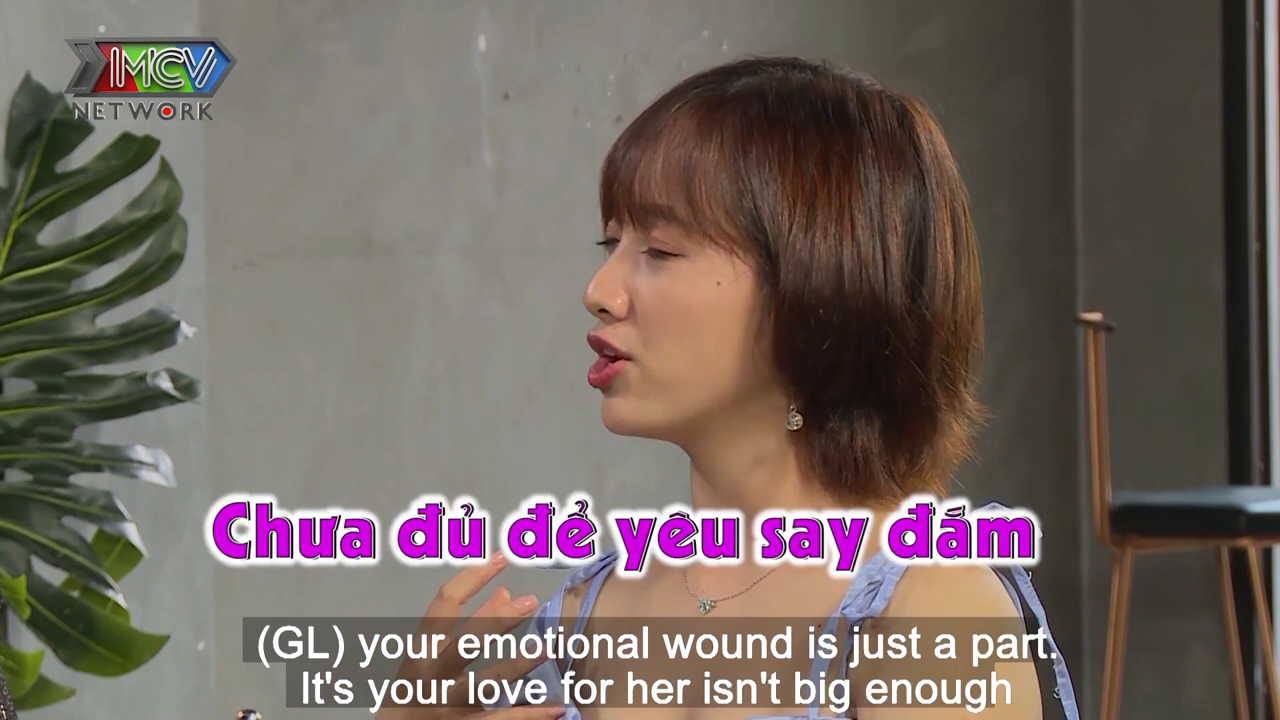 MCV
NETWORK
Chưa đủ để yêu say đắm
(GL) your emotional wound is just a part.
It's your love for her isn't big enough